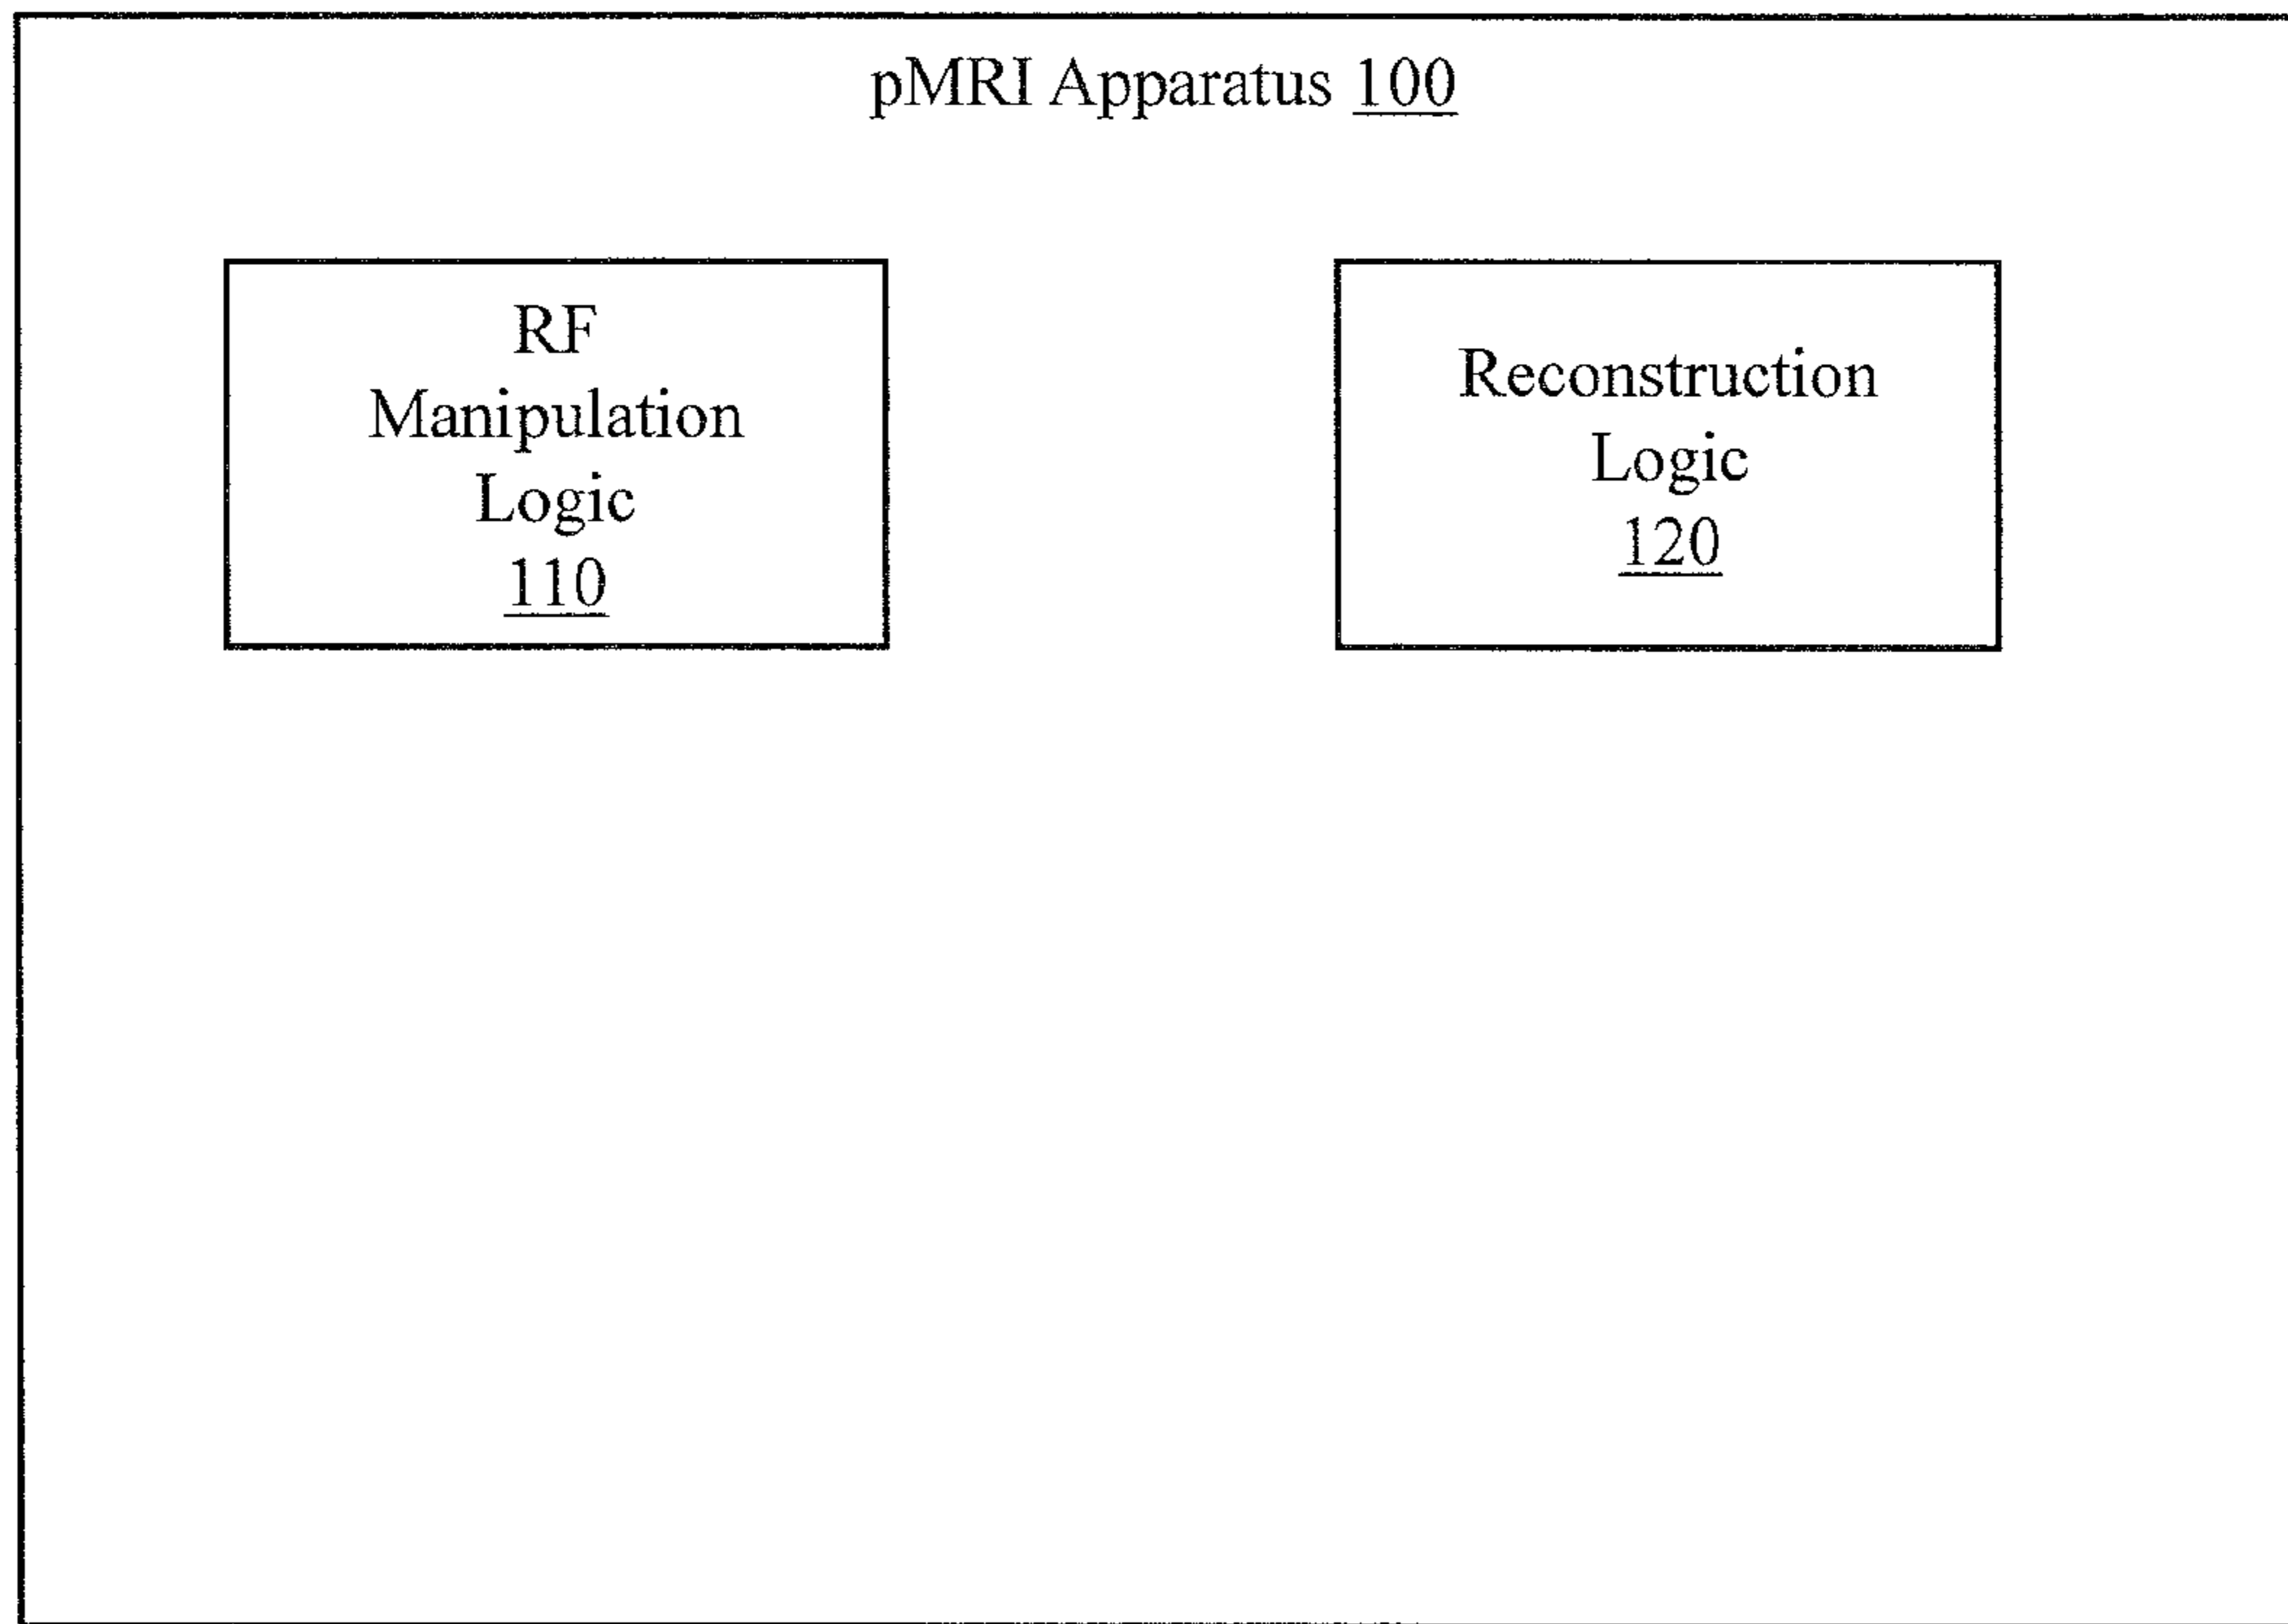 pMRI Apparatus 100
RF
Manipulation
Logic
110
Reconstruction
Logic
120